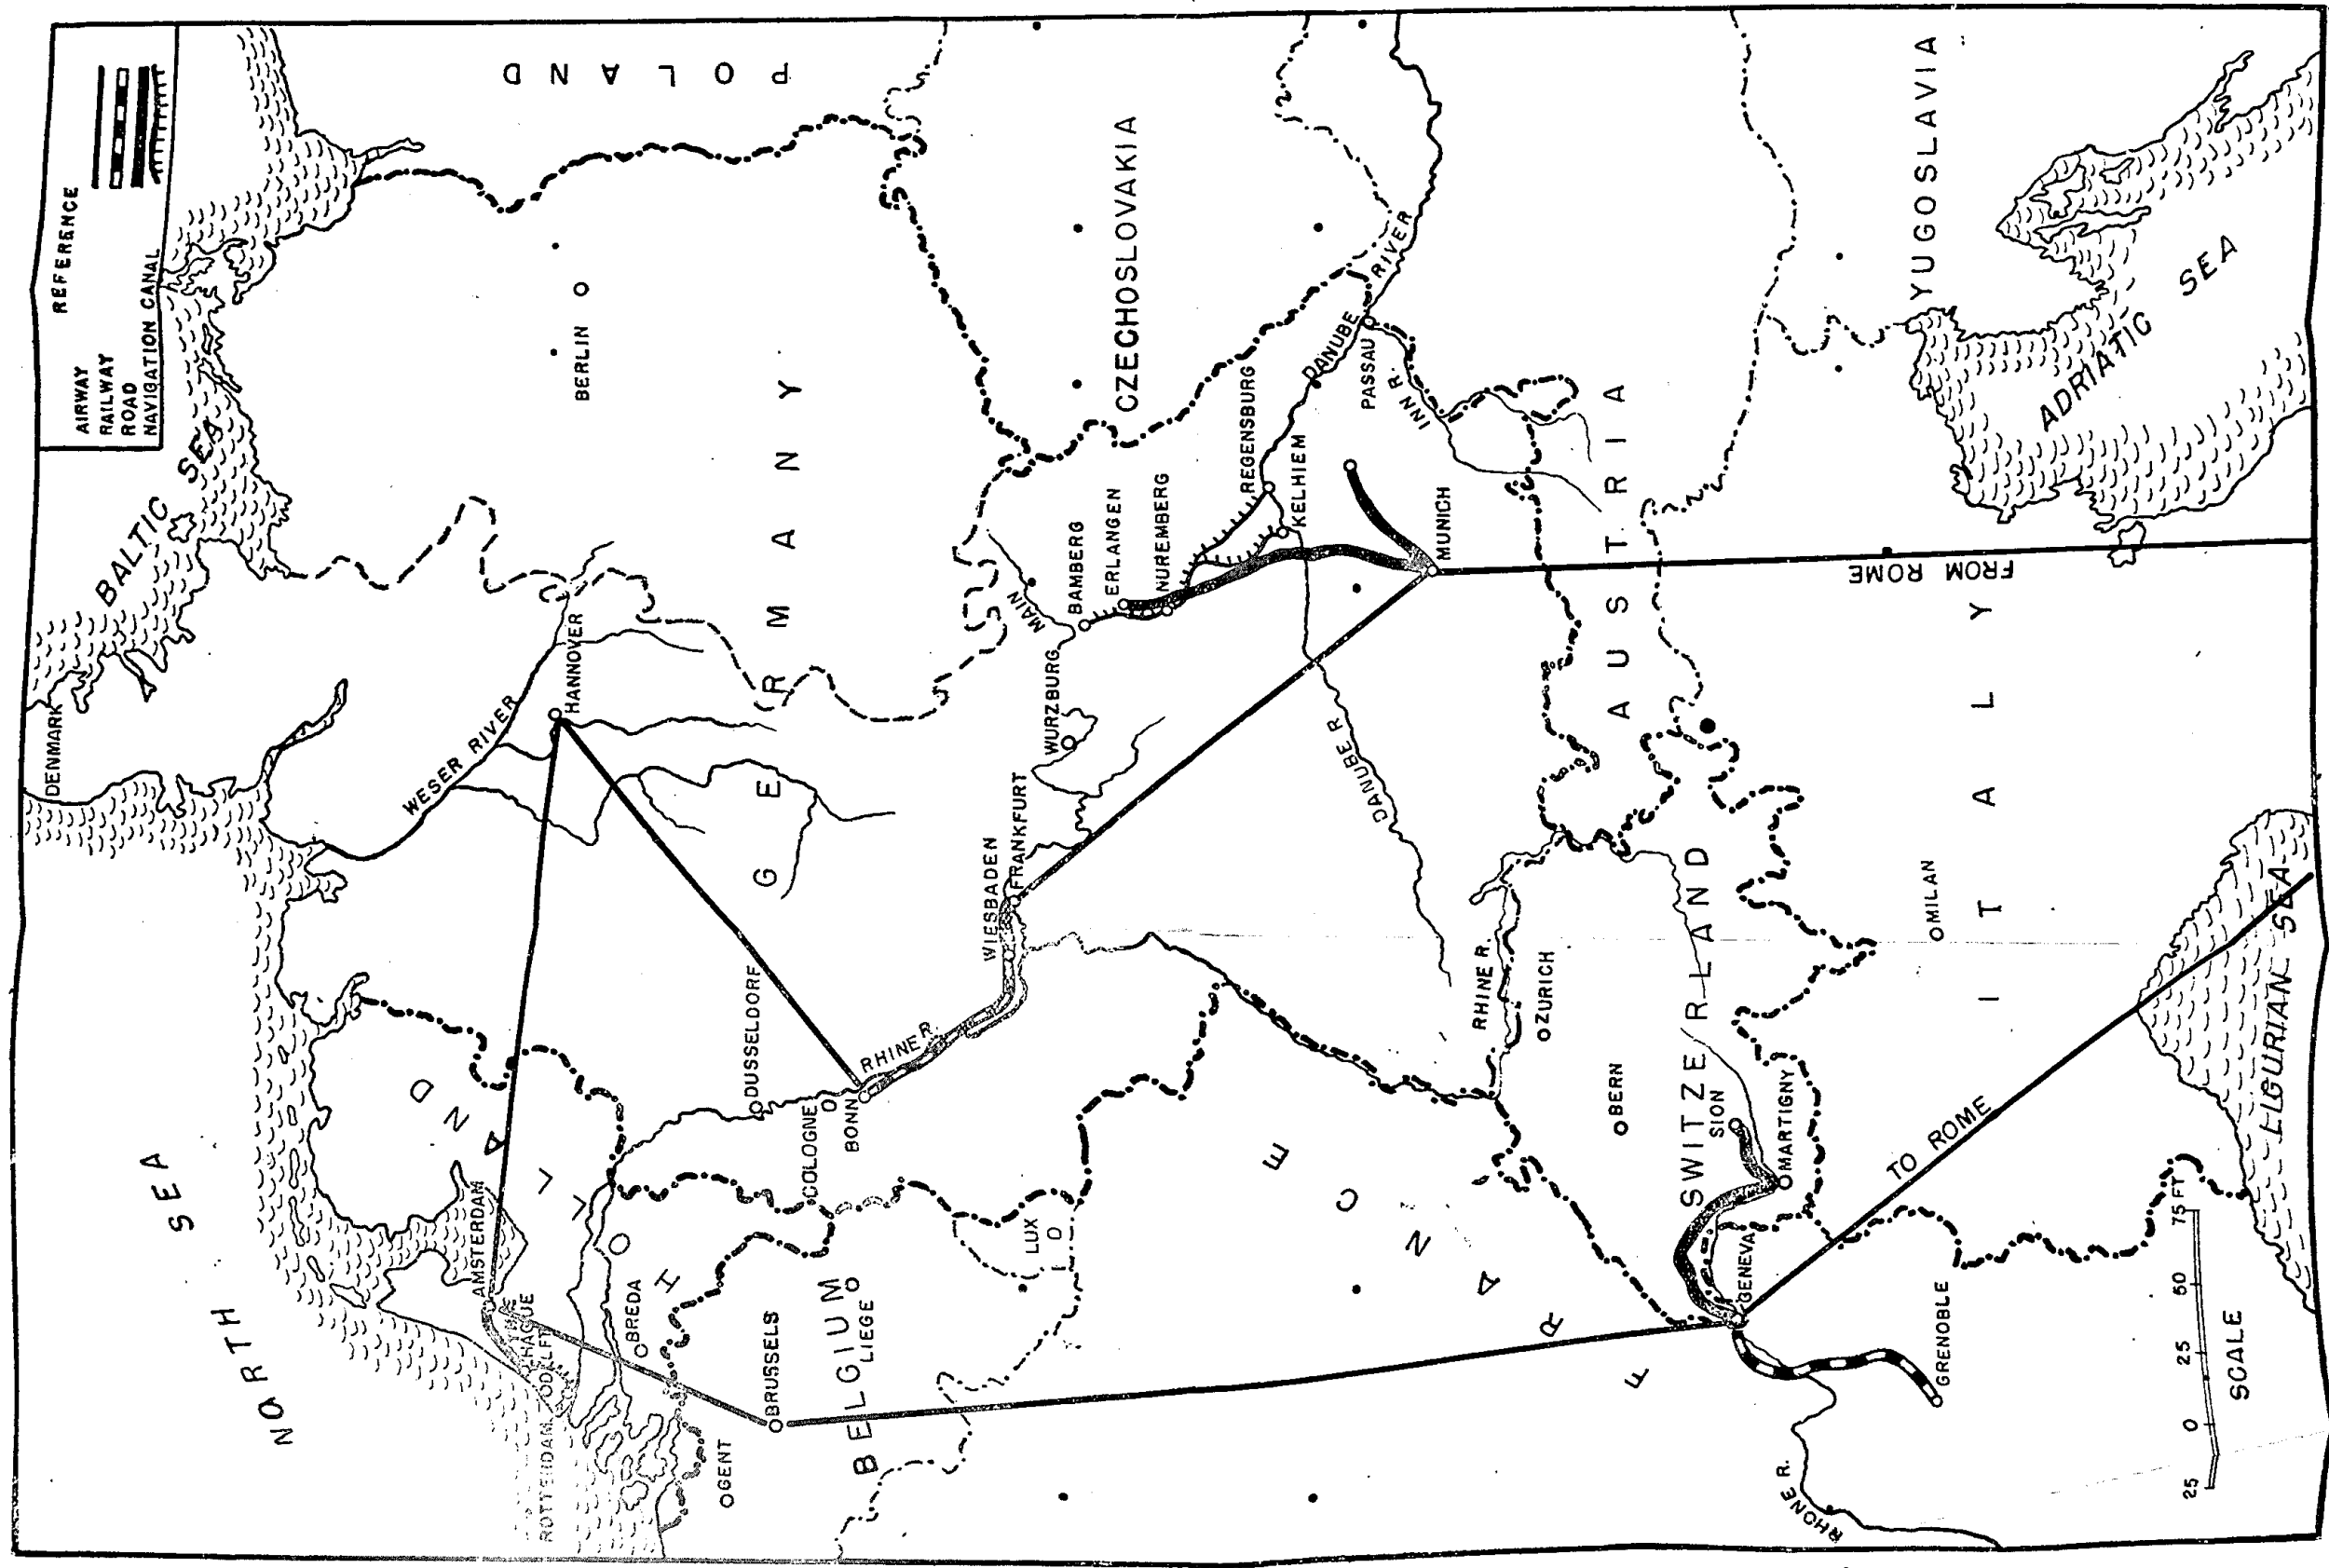 REFERENCE
AIRWAY
RAILWAY
ROAD
NAVIGATION CANAL
DENMARK
BALTIC SEA
NORTH SEA
POLAND
WESER RIVER
HANNOVER
BERLIN
AMSTERDAM
HAGUE
DELFT
ROTTERDAM
HOLLAND
BREDA
GENT
BRUSSELS
BELGIUM
LIEGE
DUSSELDORF
COLOGNE
BONN
RHINE R.
GERMANY
LUX
WIESBADEN
FRANKFURT
WURZBURG
MAIN
BAMBERG
ERLANGEN
NUREMBERG
REGENSBURG
KELHIEM
CZECHOSLOVAKIA
DANUBE RIVER
PASSAU
INN R.
MUNICH
DANUBE R
FRANCE
RHINE R.
ZURICH
BERN
SWITZERLAND
SION
MARTIGNY
GENEVA
AUSTRIA
GRENOBLE
RHONE R.
TO ROME
FROM ROME
MILAN
ITALY
YUGOSLAVIA
ADRIATIC SEA
LIGURIAN SEA
25 0 25 50 75 FT
SCALE